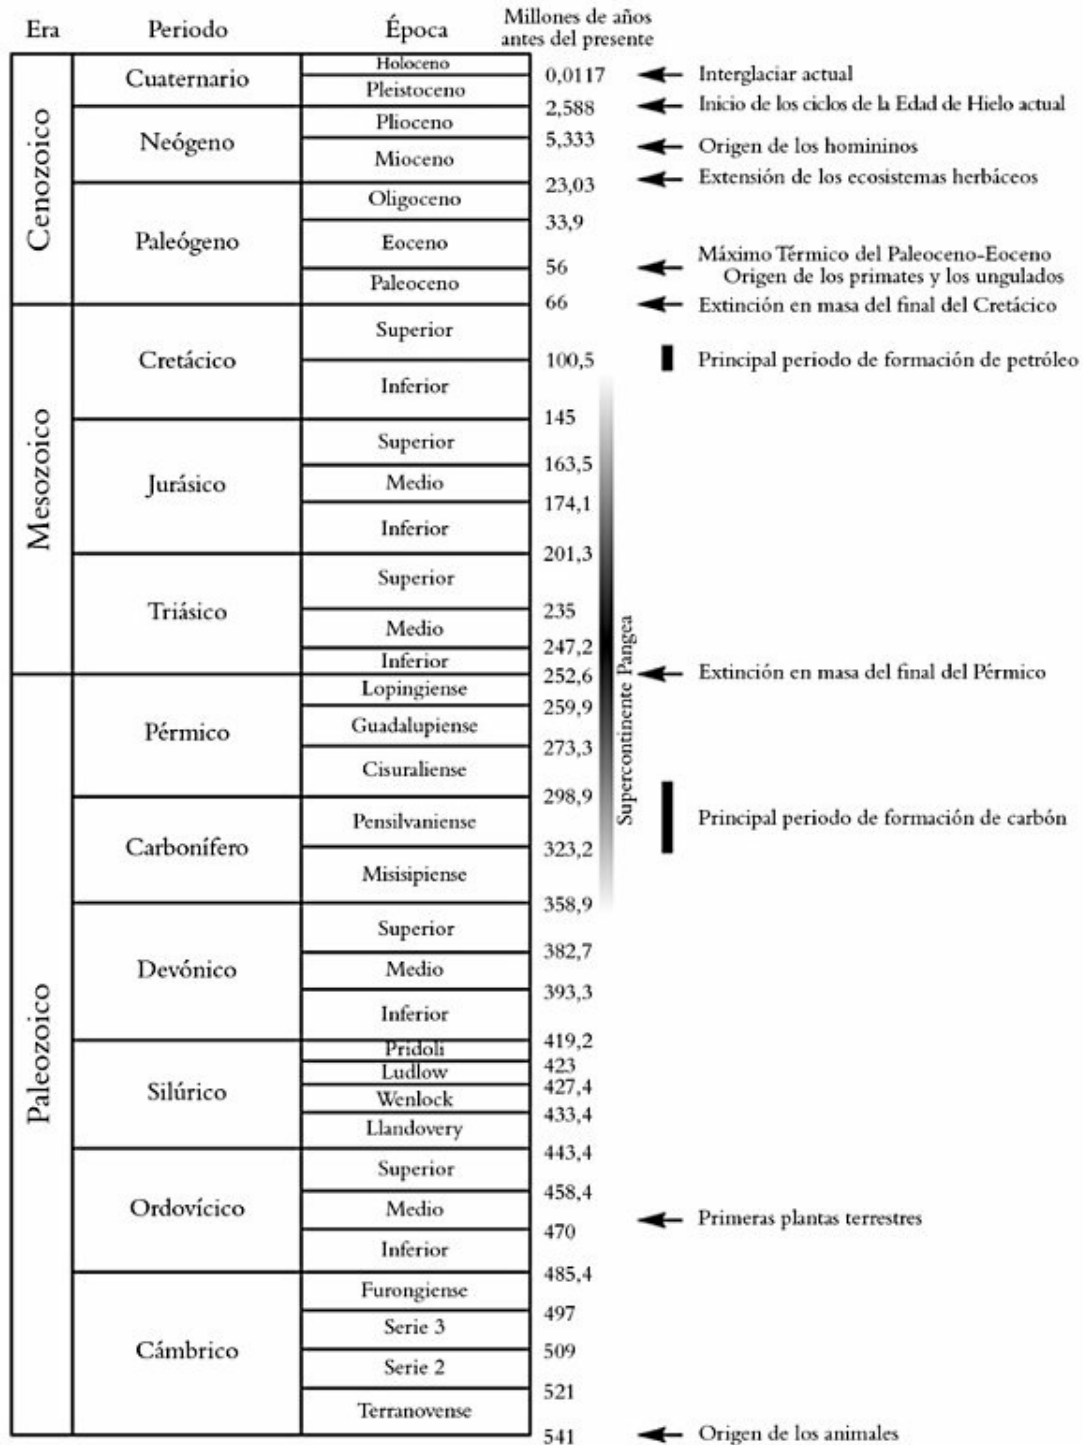 Era Periodo Época Millones de años
antes del presente
Cenozoico
Cuaternario
Holoceno
0,0117 Interglaciar actual
Pleistoceno
2,588 Inicio de los ciclos de la Edad de Hielo actual
Neógeno
Plioceno
5,333 Origen de los homininos
Mioceno
23,03 Extensión de los ecosistemas herbáceos
Paleógeno
Oligoceno
33,9
Eoceno
56 Máximo Térmico del Paleoceno-Eoceno
Origen de los primates y los ungulados
Paleoceno
66 Extinción en masa del final del Cretácico
Mesozoico
Cretácico
Superior
100,5 Principal periodo de formación de petróleo
Inferior
145
Jurásico
Superior
163,5
Medio
174,1
Inferior
201,3
Triásico
Superior
235
Medio
247,2
Inferior
252,6 Extinción en masa del final del Pérmico
Supercontinente Pangea
Paleozoico
Pérmico
Lopingiense
259,9
Guadalupiense
273,3
Cisuraliense
298,9
Carbonífero
Pensilvaniense
Principal periodo de formación de carbón
323,2
Misisipiense
358,9
Devónico
Superior
382,7
Medio
393,3
Inferior
419,2
Silúrico
Pridoli
423
Ludlow
427,4
Wenlock
433,4
Llandovery
443,4
Ordovícico
Superior
458,4
Medio
Primeras plantas terrestres
470
Inferior
485,4
Cámbrico
Furongiense
497
Serie 3
509
Serie 2
521
Terranovense
541 Origen de los animales